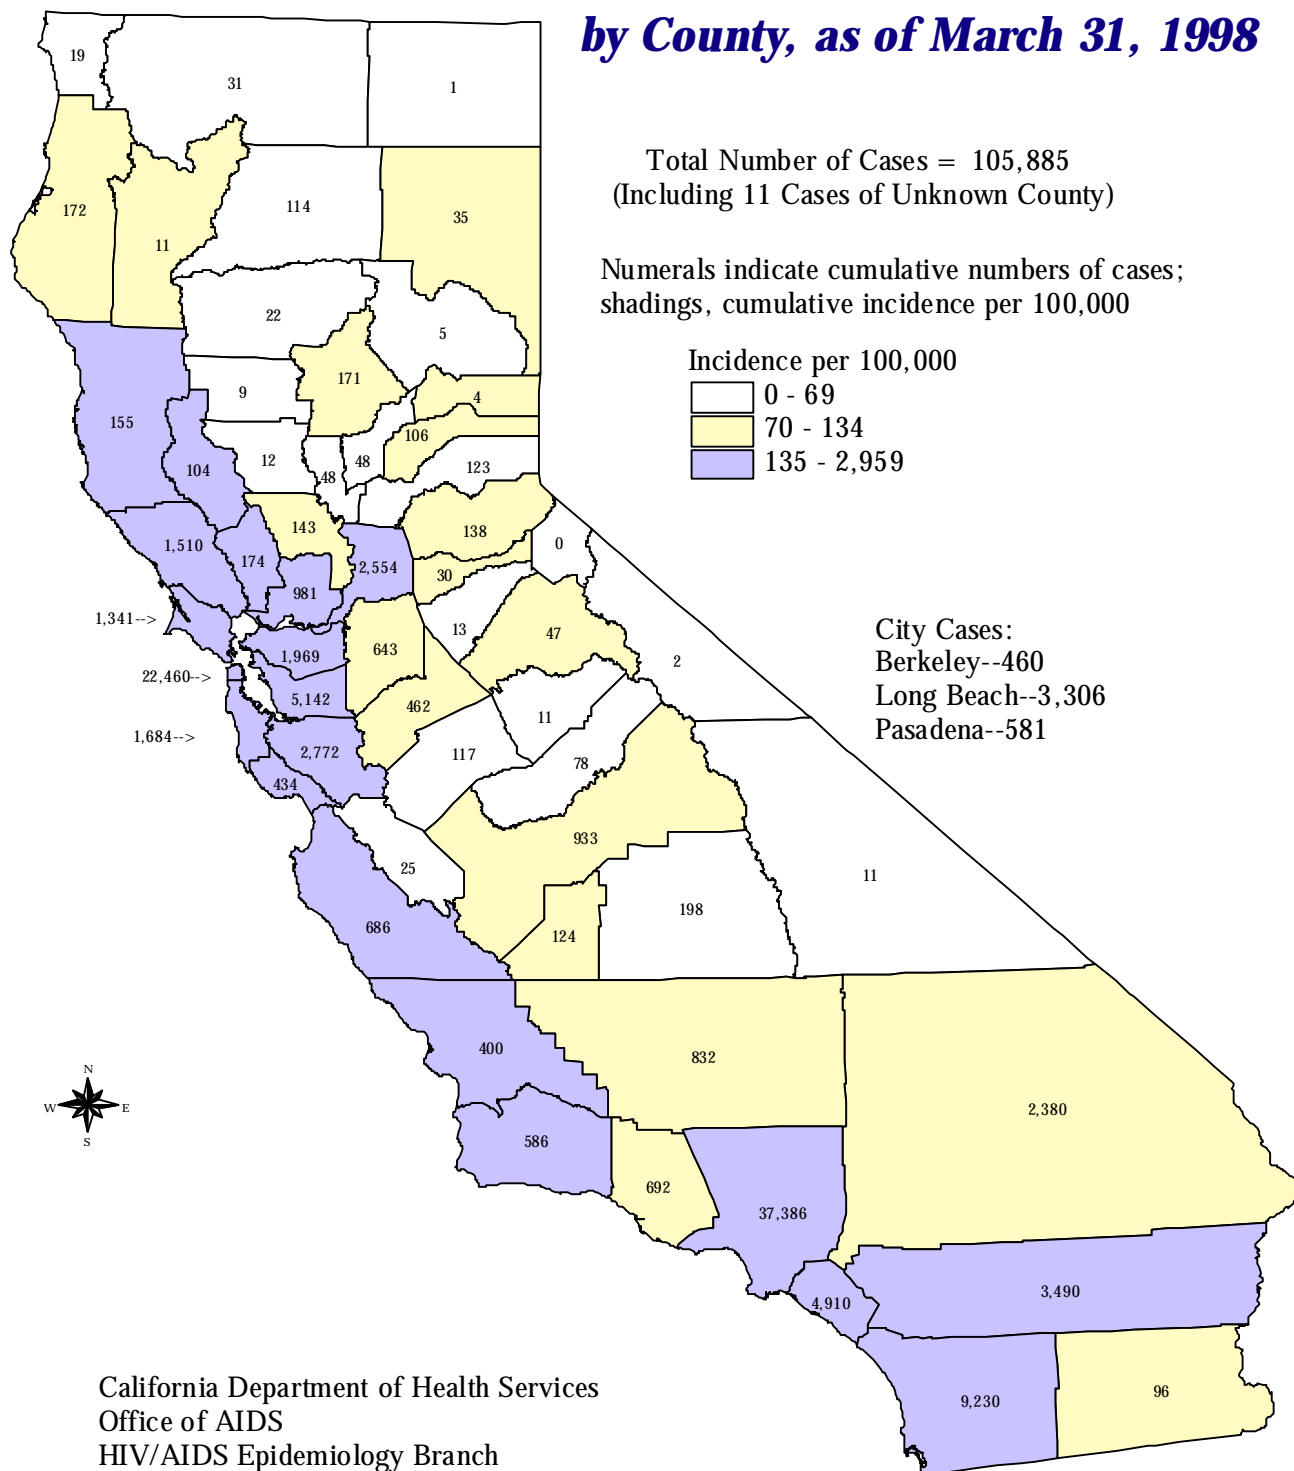 by County, as of March 31, 1998
19
31
1
Total Number of Cases = 105,885
(Including 11 Cases of Unknown County)
172
11
114
35
Numerals indicate cumulative numbers of cases;
shadings, cumulative incidence per 100,000
22
5
Incidence per 100,000
0 - 69
70 - 134
135 - 2,959
171
9
4
155
106
104
12
48
48
123
143
138
1,510
174
2,554
0
981
30
1,341-->
13
47
City Cases:
Berkeley--460
Long Beach--3,306
Pasadena--581
1,969
643
2
22,460-->
5,142
462
11
1,684-->
2,772
117
78
434
933
25
11
686
124
198
400
832
N
W
E
S
2,380
586
692
37,386
4,910
3,490
9,230
96
California Department of Health Services
Office of AIDS
HIV/AIDS Epidemiology Branch